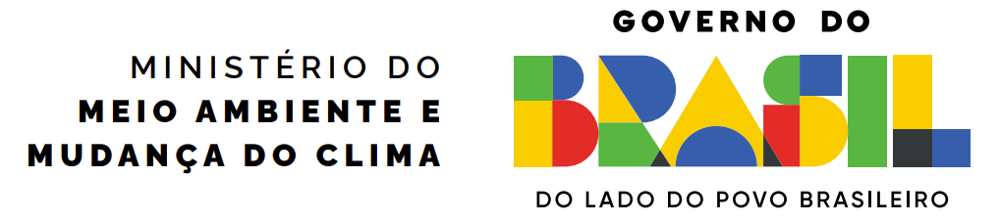 MINISTÉRIO DO
MEIO AMBIENTE E
MUDANÇA DO CLIMA
GOVERNO DO
BRASIL
DO LADO DO POVO BRASILEIRO